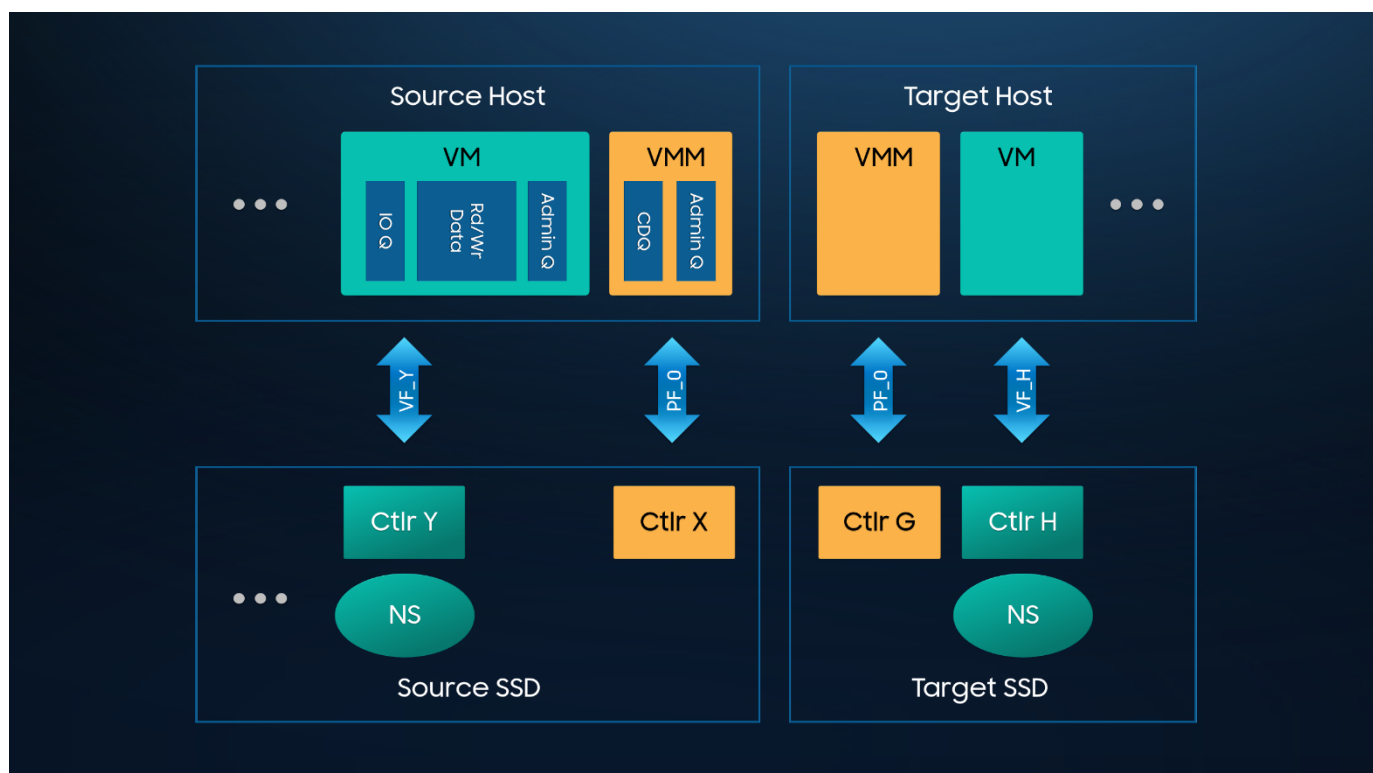 Source Host
Target Host
VM
VMM
VMM
VM
IO Q
Rd/Wr
Data
Admin Q
CDQ
Admin Q
VF_Y
PF_0
PF_0
VF_H
Ctlr Y
Ctlr X
Ctlr G
Ctlr H
NS
NS
Source SSD
Target SSD